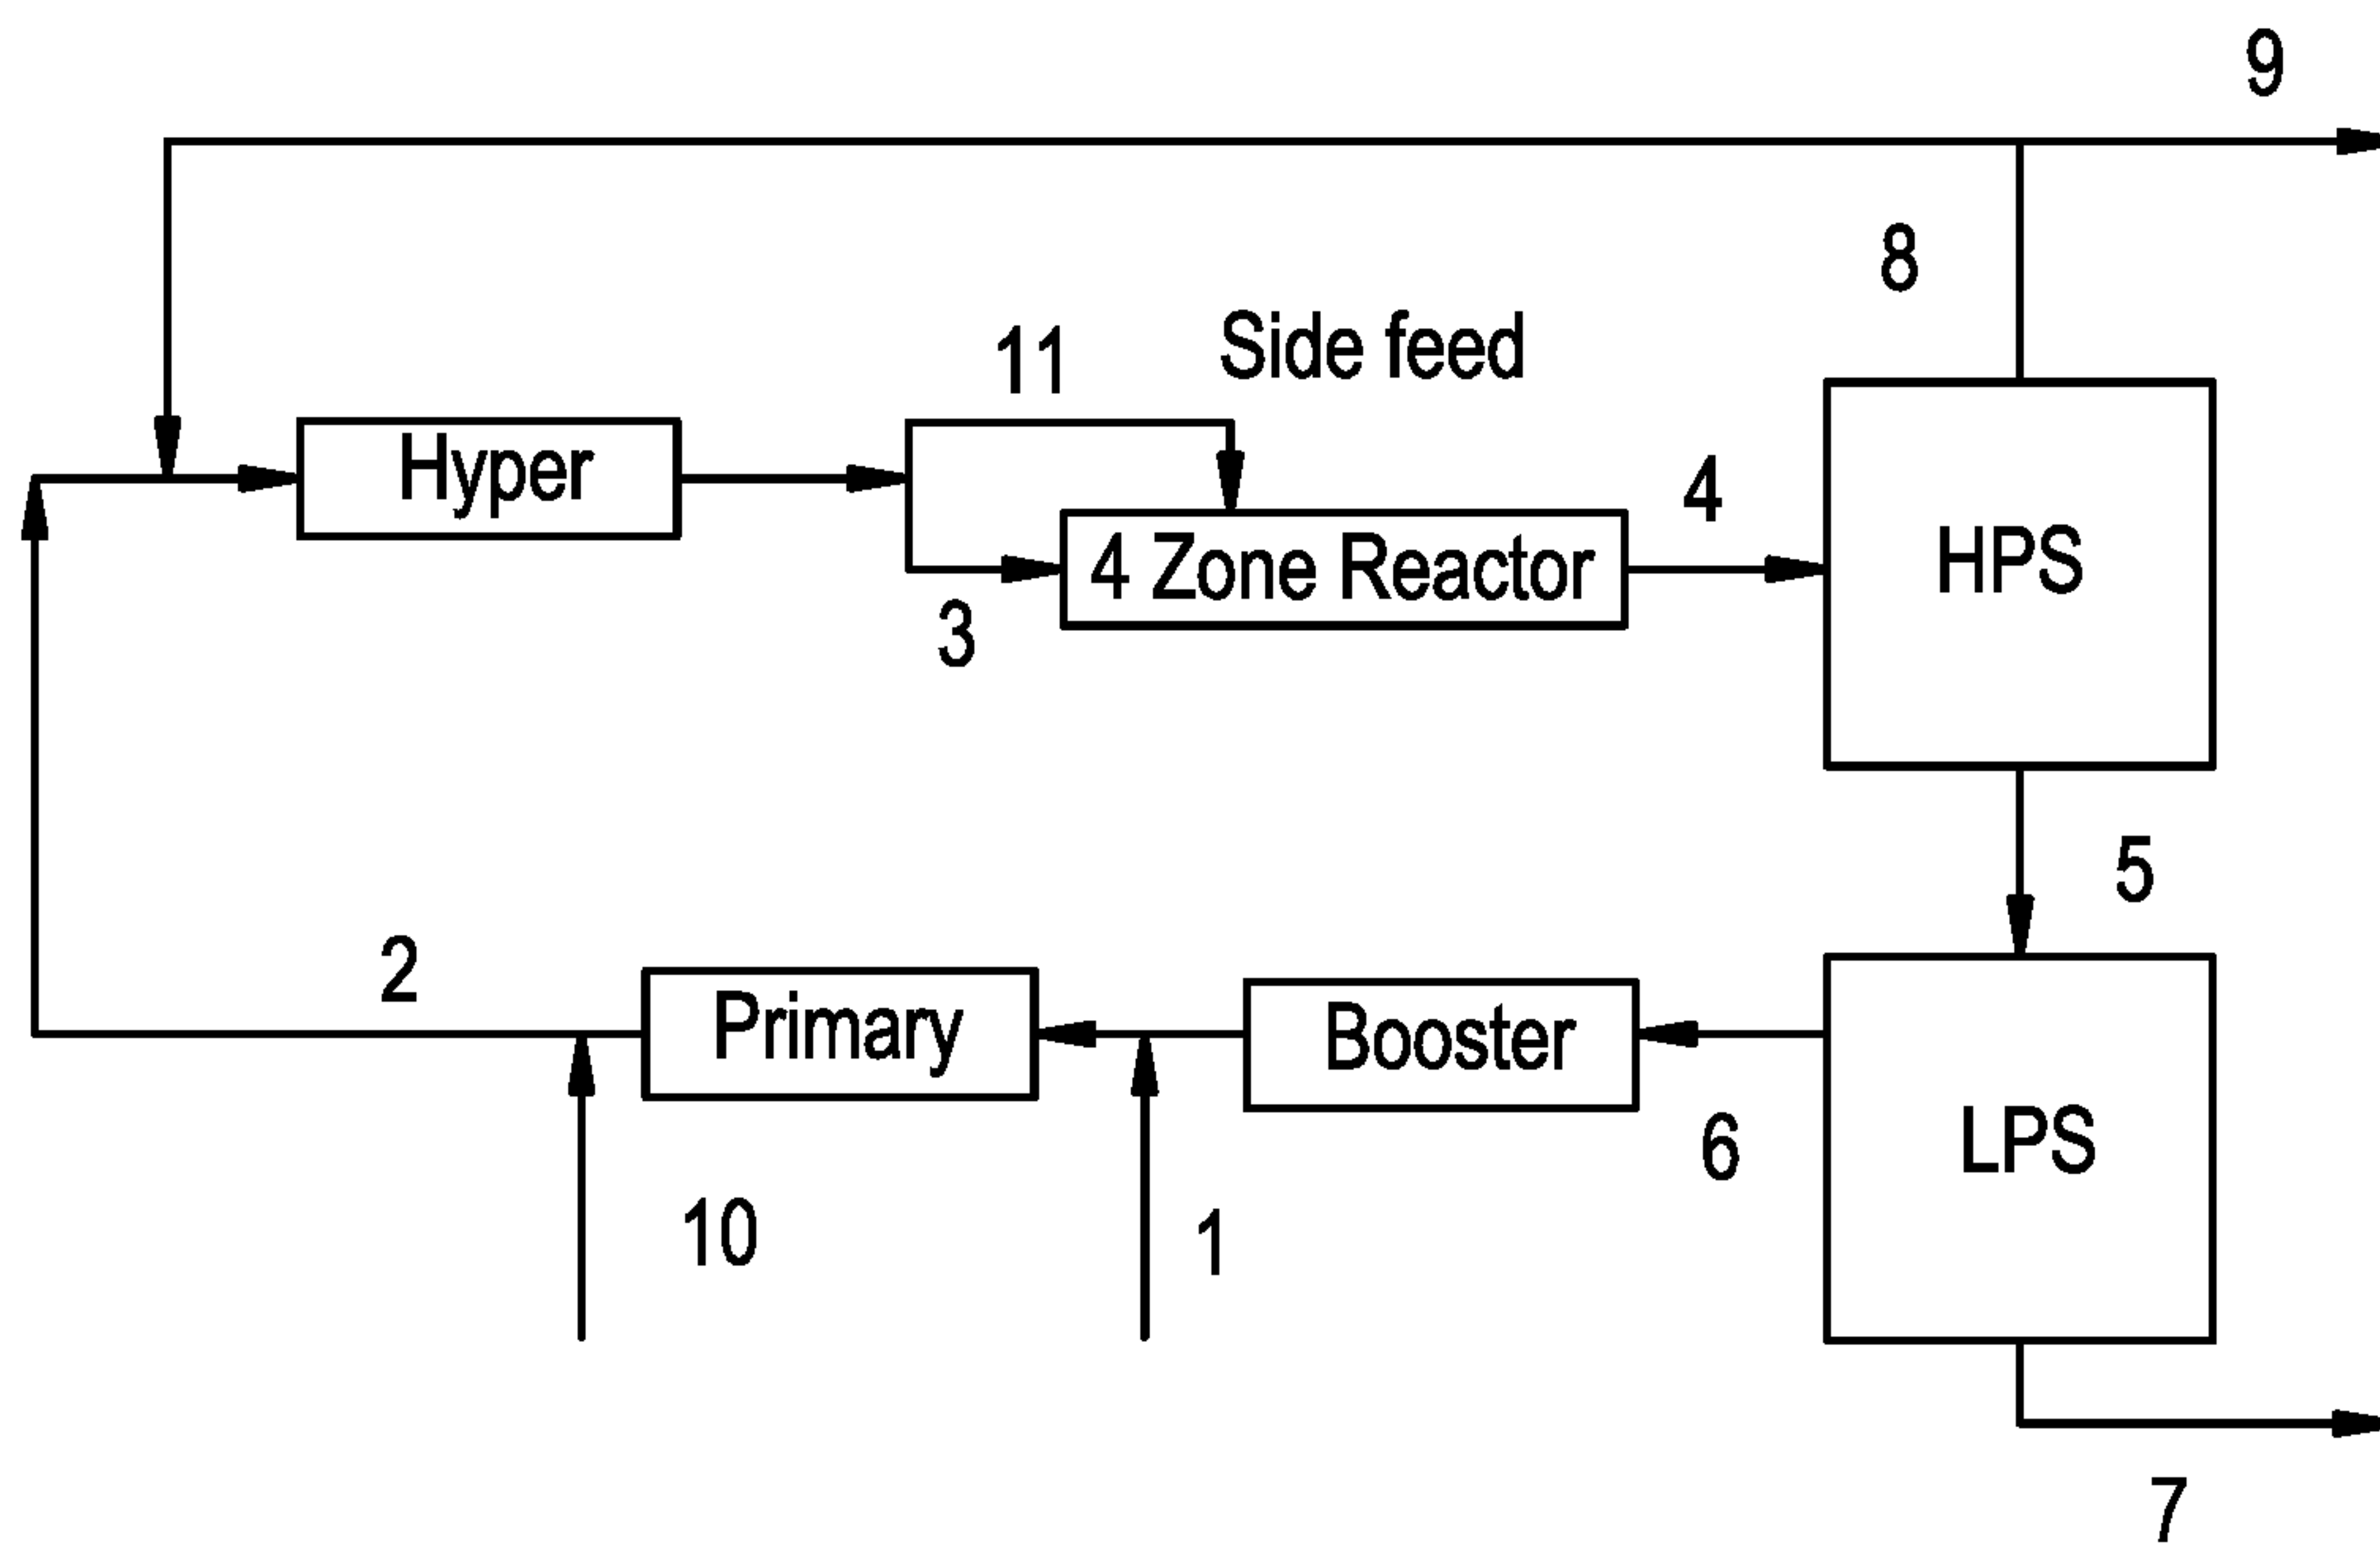 9
8
11
Side feed
Hyper
4
4 Zone Reactor
HPS
3
5
2
Primary
Booster
6
LPS
10
1
7